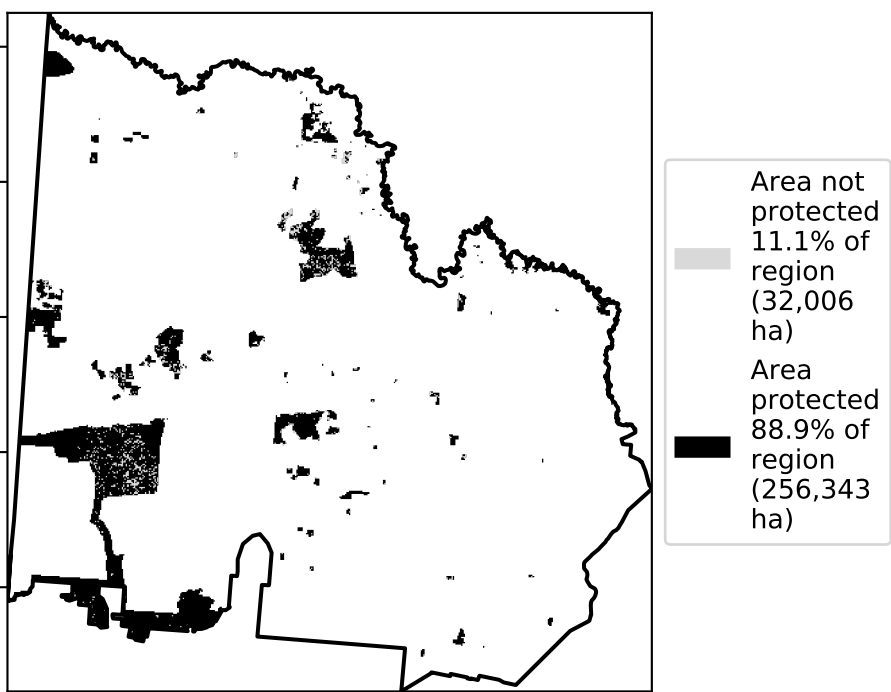 Area not
protected
11.1% of
region
(32,006
ha)
Area
protected
88.9% of
region
(256,343
ha)